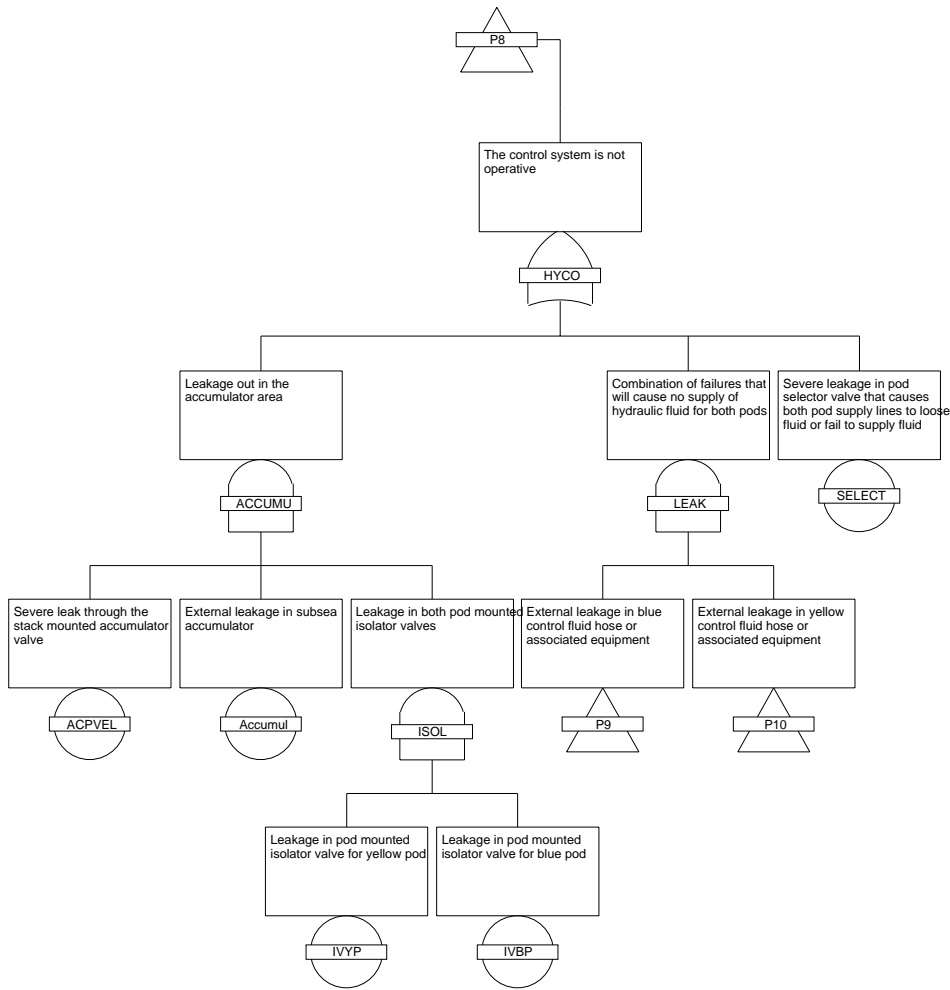 P8
The control system is not
operative
HYCO
Leakage out in the
accumulator area
ACCUMU
Combination of failures that
will cause no supply of
hydraulic fluid for both pods
LEAK
Severe leakage in pod
selector valve that causes
both pod supply lines to loose
fluid or fail to supply fluid
SELECT
Severe leak through the
stack mounted accumulator
valve
ACPVEL
External leakage in subsea
accumulator
Accumul
Leakage in both pod mounted
isolator valves
ISOL
External leakage in blue
control fluid hose or
associated equipment
P9
External leakage in yellow
control fluid hose or
associated equipment
P10
Leakage in pod mounted
isolator valve for yellow pod
IVYP
Leakage in pod mounted
isolator valve for blue pod
IVBP